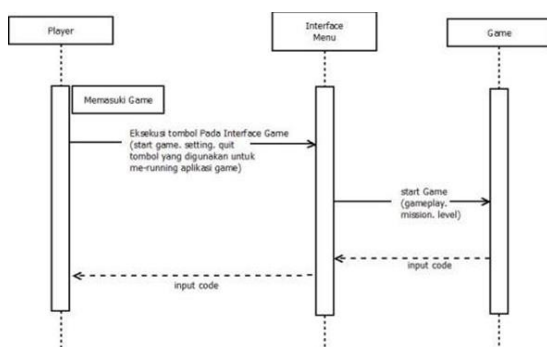 Player
Interface
Menu
Game
Memasuki Game
Eksekusi tombol Pada Interface Game
(start game. setting. quit
tombol yang digunakan untuk
me-running aplikasi game)
start Game
(gameplay.
mission. level)
input code
input code